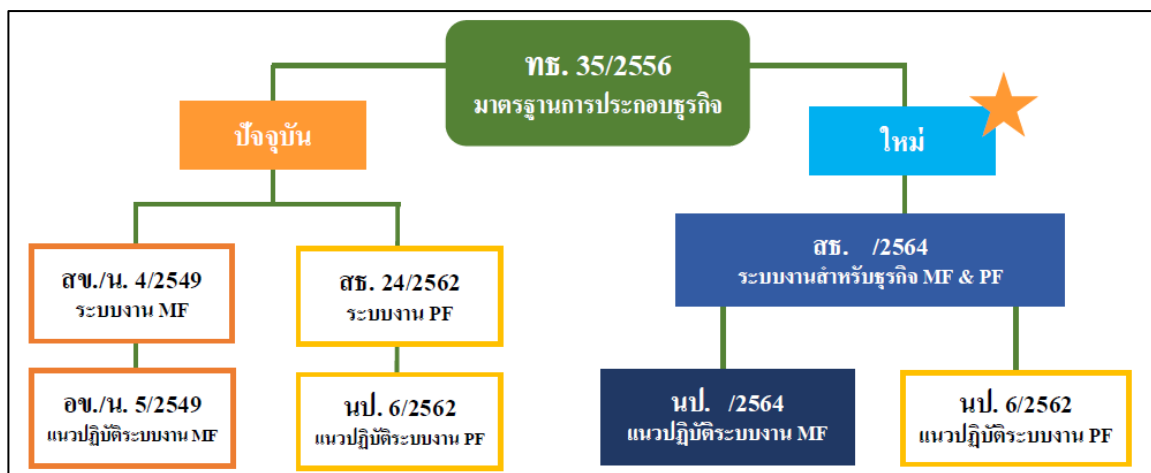 ทธ. 35/2556
มาตรฐานการประกอบธุรกิจ
ปัจจุบัน
ใหม่
สข./น. 4/2549
ระบบงาน MF
สธ. 24/2562
ระบบงาน PF
สธ. /2564
ระบบงานสำหรับธุรกิจ MF & PF
อข./น. 5/2549
แนวปฏิบัติระบบงาน MF
นป. 6/2562
แนวปฏิบัติระบบงาน PF
นป. /2564
แนวปฏิบัติระบบงาน MF
นป. 6/2562
แนวปฏิบัติระบบงาน PF